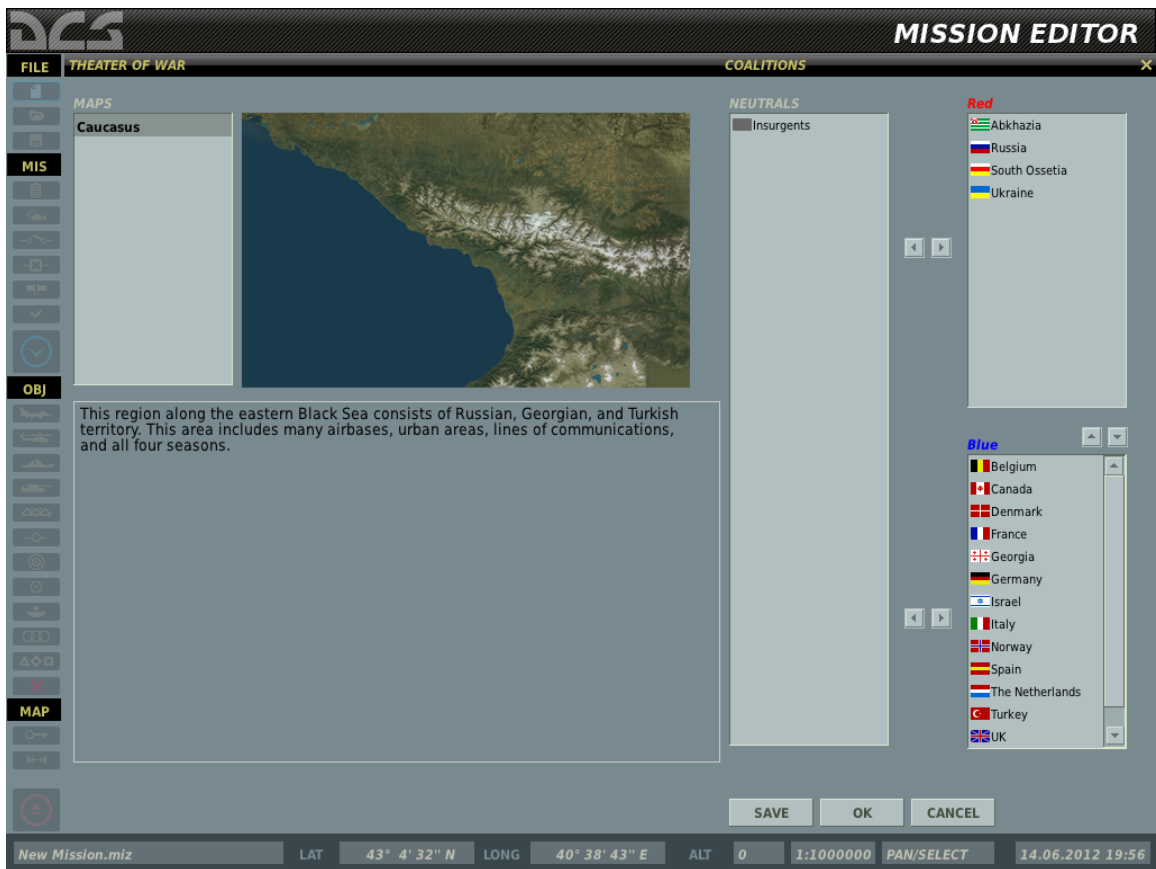 DCS
MISSION EDITOR
FILE
THEATER OF WAR
COALITIONS
MAPS
Caucasus
NEUTRALS
Insurgents
Red
Abkhazia
Russia
South Ossetia
Ukraine
MIS
OBJ
This region along the eastern Black Sea consists of Russian, Georgian, and Turkish
territory. This area includes many airbases, urban areas, lines of communications,
and all four seasons.
Blue
Belgium
Canada
Denmark
France
Georgia
Germany
Israel
Italy
Norway
Spain
The Netherlands
Turkey
UK
MAP
SAVE OK CANCEL
New Mission.miz LAT 43° 4' 32" N LONG 40° 38' 43" E ALT 0 1:1000000 PAN/SELECT 14.06.2012 19:56